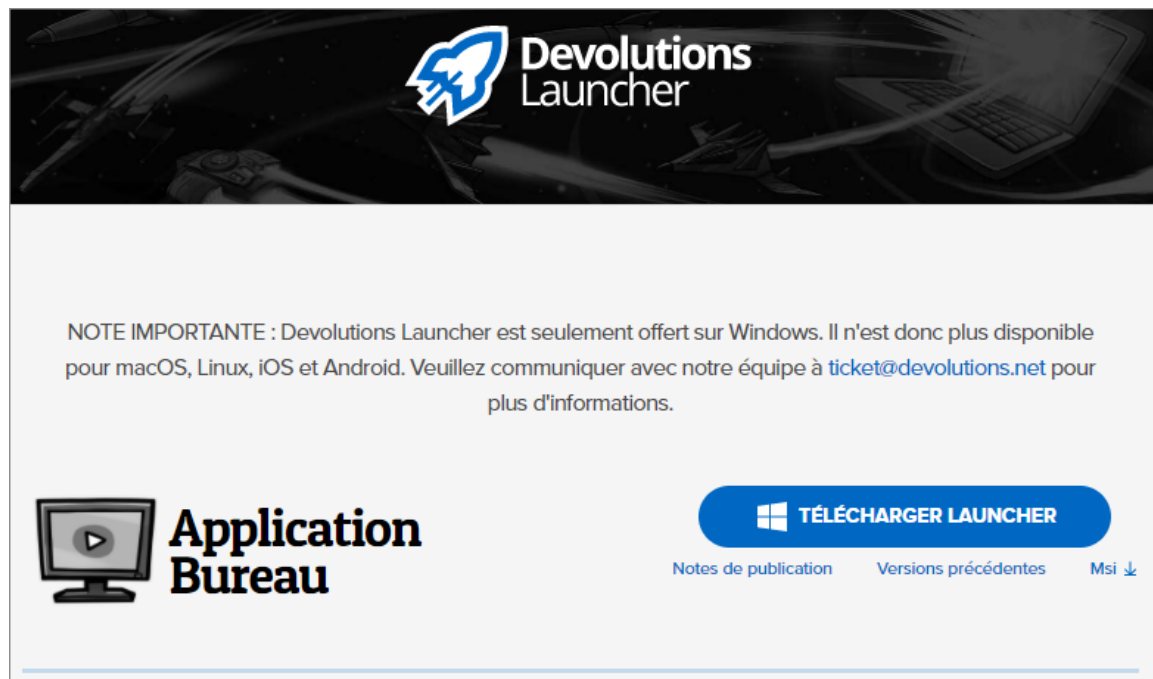 Devolutions
Launcher
NOTE IMPORTANTE : Devolutions Launcher est seulement offert sur Windows. Il n'est donc plus disponible
pour macOS, Linux, iOS et Android. Veuillez communiquer avec notre équipe à ticket@devolutions.net pour
plus d'informations.
Application
Bureau
TÉLÉCHARGER LAUNCHER
Notes de publication Versions précédentes Msi